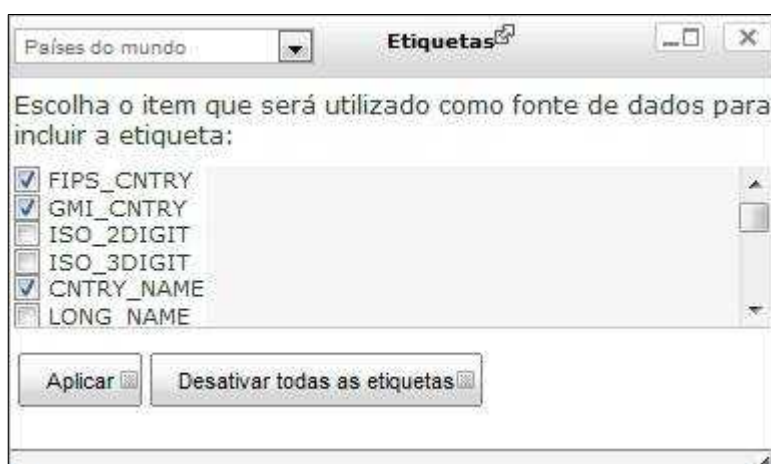 Países do mundo
Etiquetas
Escolha o item que será utilizado como fonte de dados para
incluir a etiqueta:
FIPS_CNTRY
GMI_CNTRY
ISO_2DIGIT
ISO_3DIGIT
CNTRY_NAME
LONG_NAME
Aplicar
Desativar todas as etiquetas